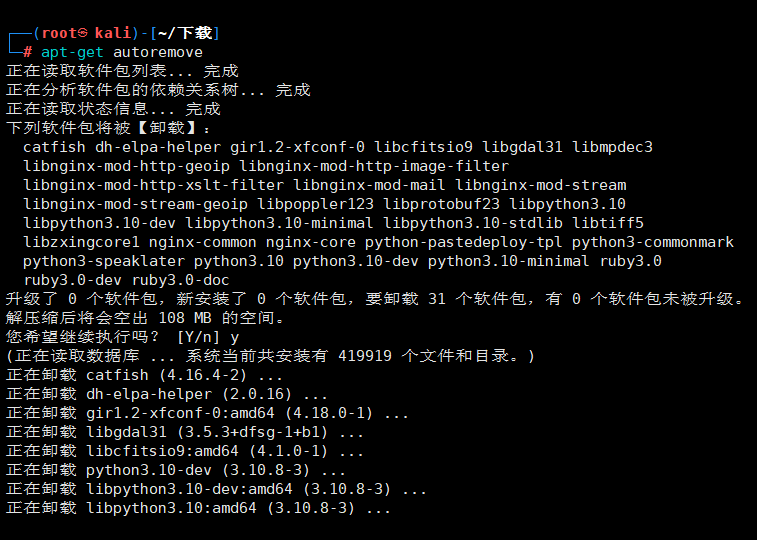 ┌──(root㉿kali)-[~/下载]
└─# apt-get autoremove
正在读取软件包列表... 完成
正在分析软件包的依赖关系树... 完成
正在读取状态信息... 完成
下列软件包将被【卸载】：
  catfish dh-elpa-helper gir1.2-xfconf-0 libcfitsio9 libgdal31 libmpdec3
  libnginx-mod-http-geoip libnginx-mod-http-image-filter
  libnginx-mod-http-xslt-filter libnginx-mod-mail libnginx-mod-stream
  libnginx-mod-stream-geoip libpoppler123 libprotobuf23 libpython3.10
  libpython3.10-dev libpython3.10-minimal libpython3.10-stdlib libtiff5
  libzxingcore1 nginx-common nginx-core python-pastedeploy-tpl python3-commonmark
  python3-speaklater python3.10 python3.10-dev python3.10-minimal ruby3.0
  ruby3.0-dev ruby3.0-doc
升级了 0 个软件包，新安装了 0 个软件包，要卸载 31 个软件包，有 0 个软件包未被升级。
解压缩后将会空出 108 MB 的空间。
您希望继续执行吗？ [Y/n] y
(正在读取数据库 ... 系统当前共安装有 419919 个文件和目录。)
正在卸载 catfish (4.16.4-2) ...
正在卸载 dh-elpa-helper (2.0.16) ...
正在卸载 gir1.2-xfconf-0:amd64 (4.18.0-1) ...
正在卸载 libgdal31 (3.5.3+dfsg-1+b1) ...
正在卸载 libcfitsio9:amd64 (4.1.0-1) ...
正在卸载 python3.10-dev (3.10.8-3) ...
正在卸载 libpython3.10-dev:amd64 (3.10.8-3) ...
正在卸载 libpython3.10:amd64 (3.10.8-3) ...